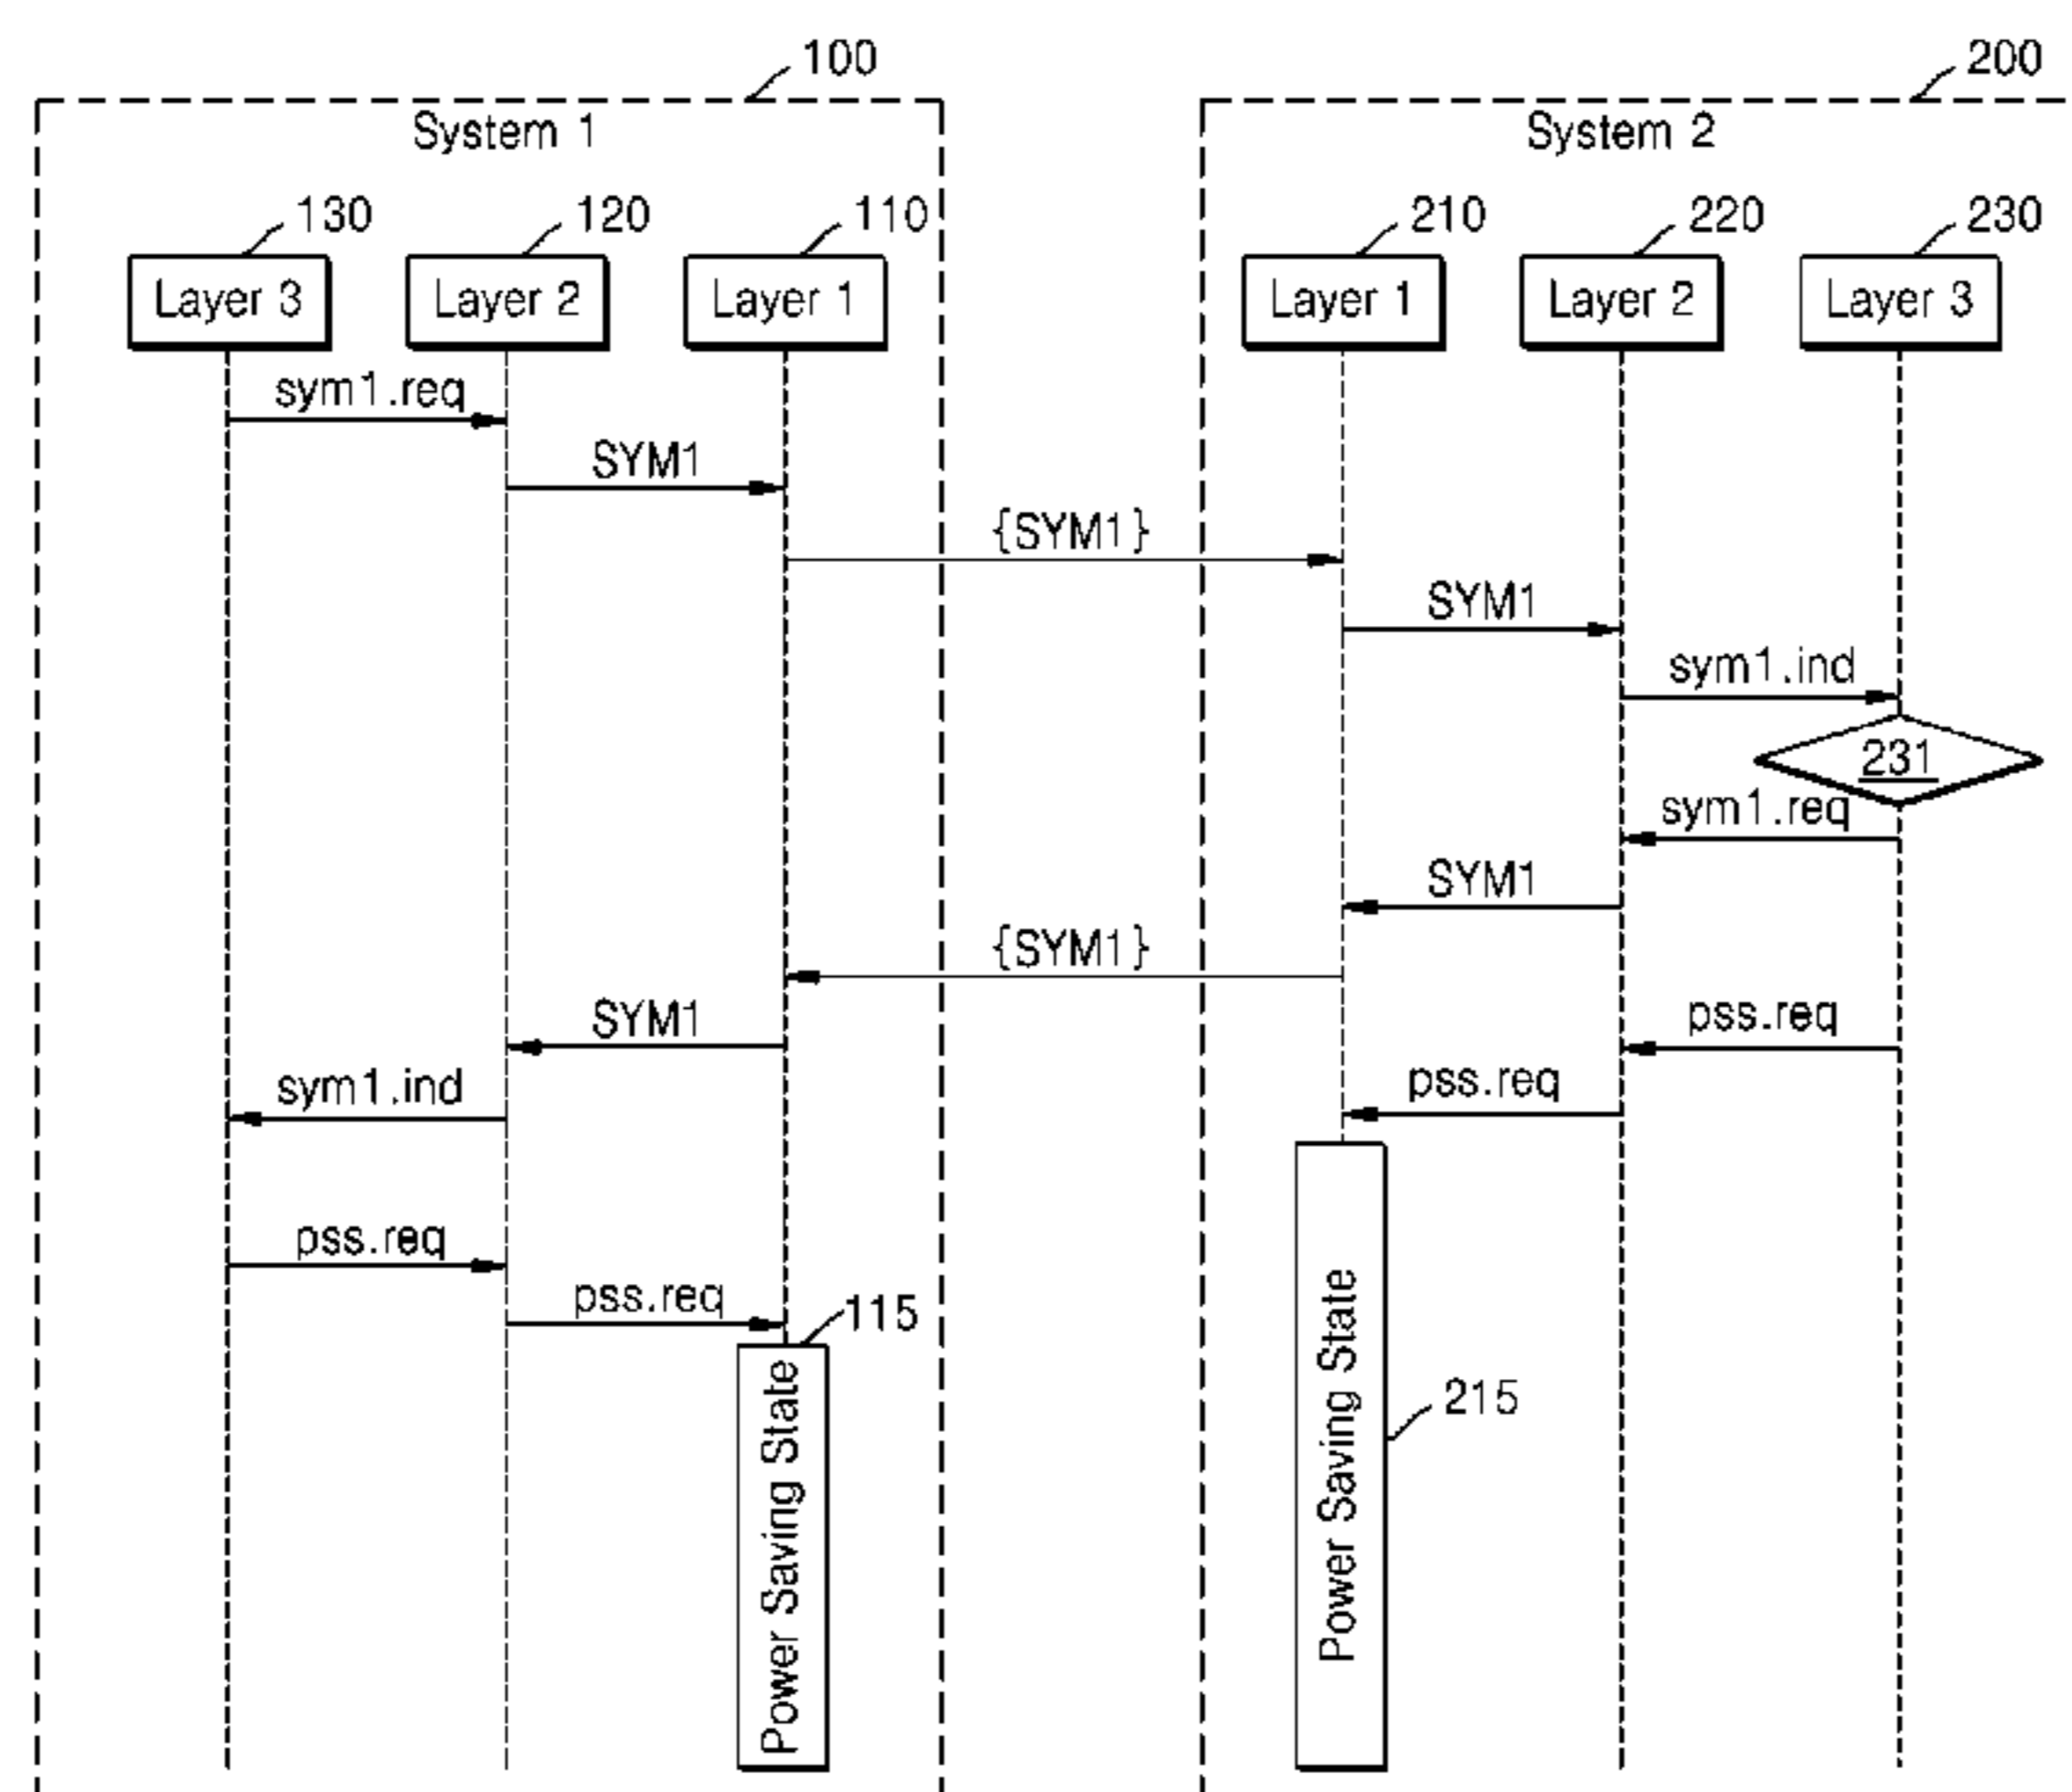 100
200
System 1
System 2
130
120
110
210
220
230
Layer 3
Layer 2
Layer 1
Layer 1
Layer 2
Layer 3
sym1.req
SYM1
{SYM1}
SYM1
sym1.ind
231
sym1.req
SYM1
{SYM1}
SYM1
pss.req
sym1.ind
pss.req
pss.req
pss.req
115
Power Saving State
Power Saving State
215